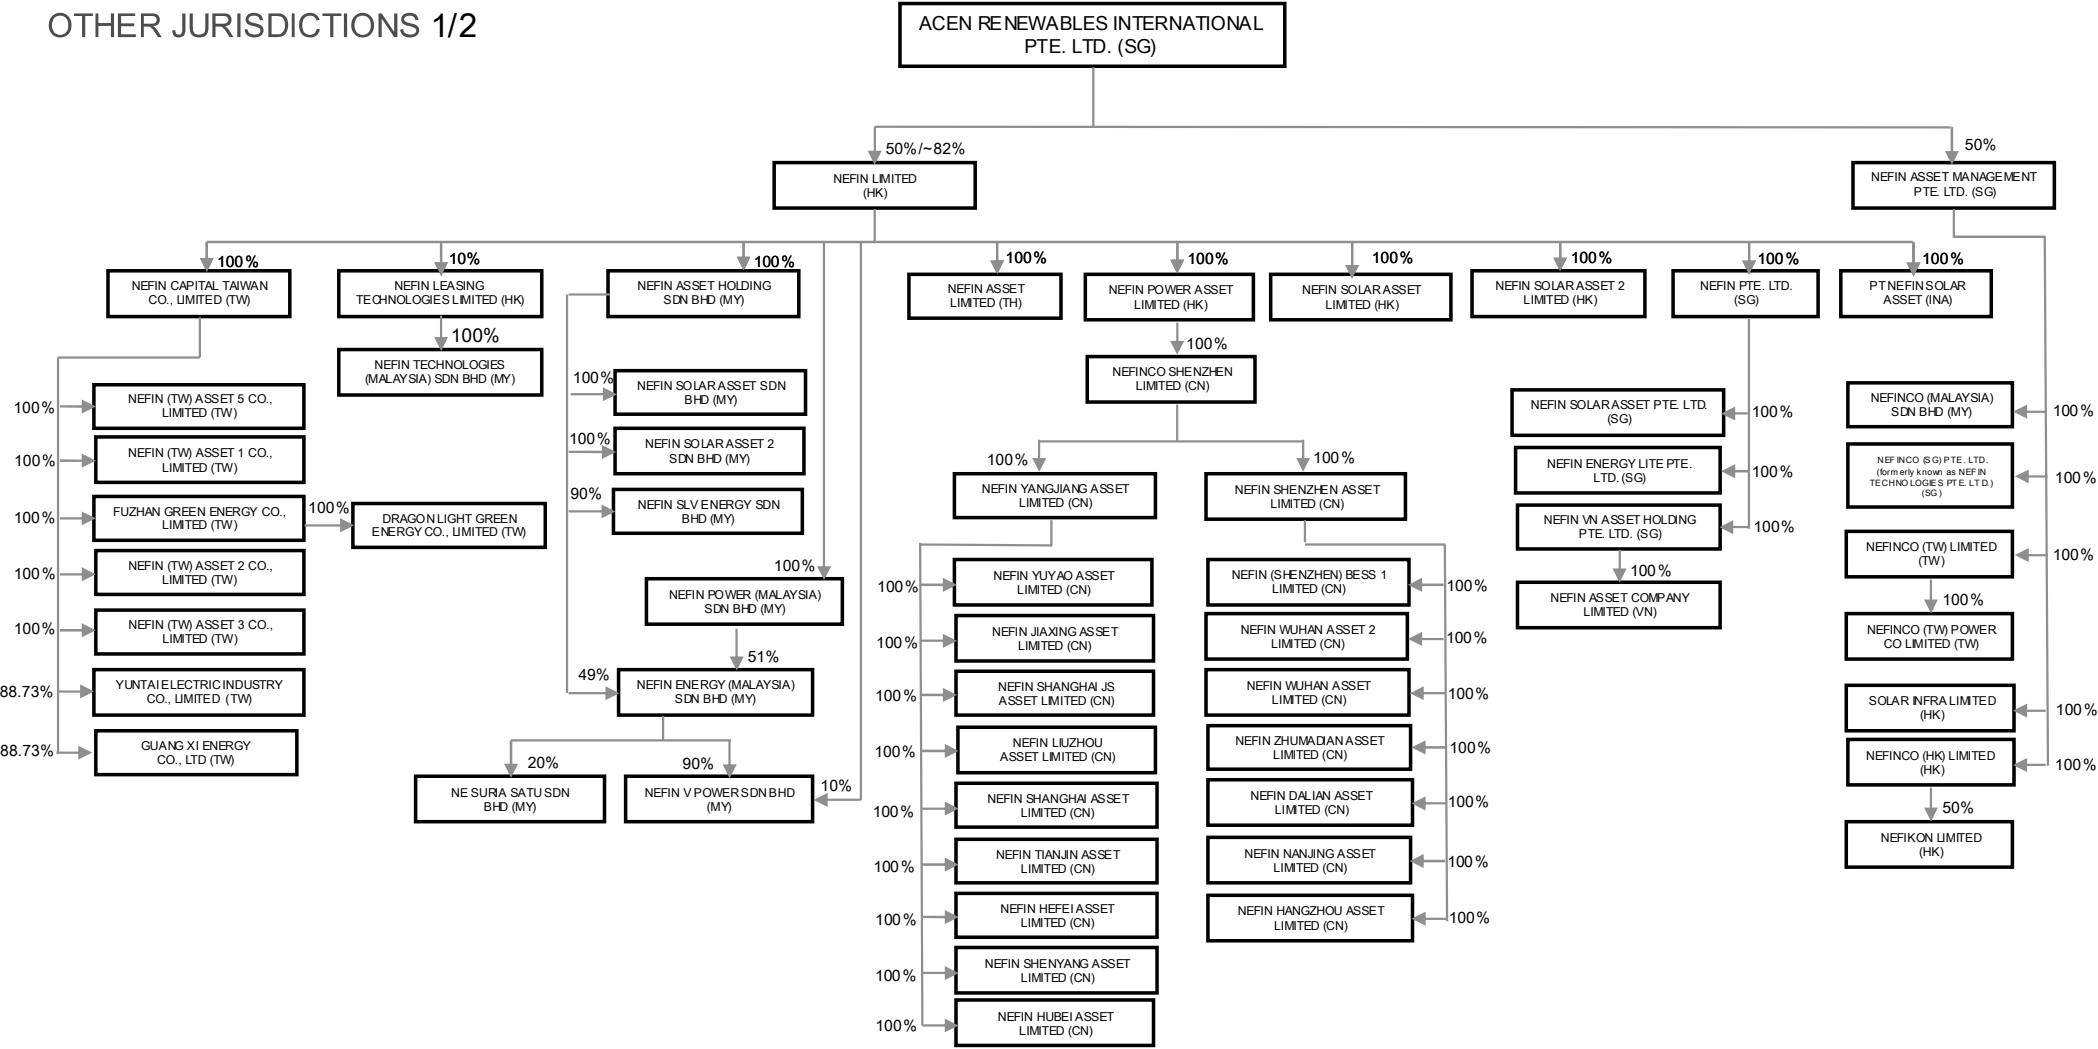 OTHER JURISDICTIONS 1/2
ACEN RENEWABLES INTERNATIONAL
PTE. LTD. (SG)
50%/~82%
50%
NEFIN LIMITED
(HK)
NEFIN ASSET MANAGEMENT
PTE. LTD. (SG)
100%
10%
100%
100%
100%
100%
100%
100%
100%
NEFIN CAPITAL TAIWAN
CO., LIMITED (TW)
NEFIN LEASING
TECHNOLOGIES LIMITED (HK)
NEFIN ASSET HOLDING
SDN BHD (MY)
NEFIN ASSET
LIMITED (TH)
NEFIN POWER ASSET
LIMITED (HK)
NEFIN SOLAR ASSET
LIMITED (HK)
NEFIN SOLAR ASSET 2
LIMITED (HK)
NEFIN PTE. LTD.
(SG)
PT NEFIN SOLAR
ASSET (INA)
100%
NEFIN TECHNOLOGIES
(MALAYSIA) SDN BHD (MY)
100%
NEFIN (TW) ASSET 5 CO.,
LIMITED (TW)
100%
NEFIN (TW) ASSET 1 CO.,
LIMITED (TW)
100%
FUZHAN GREEN ENERGY CO.,
LIMITED (TW)
100%
DRAGON LIGHT GREEN
ENERGY CO., LIMITED (TW)
100%
NEFIN (TW) ASSET 2 CO.,
LIMITED (TW)
100%
NEFIN (TW) ASSET 3 CO.,
LIMITED (TW)
88.73%
YUNTAI ELECTRIC INDUSTRY
CO., LIMITED (TW)
88.73%
GUANG XI ENERGY
CO., LTD (TW)
100%
NEFIN SOLAR ASSET SDN
BHD (MY)
100%
NEFIN SOLAR ASSET 2
SDN BHD (MY)
90%
NEFIN SLV ENERGY SDN
BHD (MY)
100%
NEFIN POWER (MALAYSIA)
SDN BHD (MY)
51%
49%
NEFIN ENERGY (MALAYSIA)
SDN BHD (MY)
20%
90%
NE SURIA SATU SDN
BHD (MY)
NEFIN V POWER SDN BHD
(MY)
10%
100%
NEFINCO SHENZHEN
LIMITED (CN)
100%
100%
NEFIN YANGJIANG ASSET
LIMITED (CN)
NEFIN SHENZHEN ASSET
LIMITED (CN)
100%
NEFIN YUYAO ASSET
LIMITED (CN)
100%
NEFIN JIAXING ASSET
LIMITED (CN)
100%
NEFIN SHANGHAI JS
ASSET LIMITED (CN)
100%
NEFIN LIUZHOU
ASSET LIMITED (CN)
100%
NEFIN SHANGHAI ASSET
LIMITED (CN)
100%
NEFIN TIANJIN ASSET
LIMITED (CN)
100%
NEFIN HEFEI ASSET
LIMITED (CN)
100%
NEFIN SHENYANG ASSET
LIMITED (CN)
100%
NEFIN HUBEI ASSET
LIMITED (CN)
NEFIN (SHENZHEN) BESS 1
LIMITED (CN)
100%
NEFIN WUHAN ASSET 2
LIMITED (CN)
100%
NEFIN WUHAN ASSET
LIMITED (CN)
100%
NEFIN ZHUMADIAN ASSET
LIMITED (CN)
100%
NEFIN DALIAN ASSET
LIMITED (CN)
100%
NEFIN NANJING ASSET
LIMITED (CN)
100%
NEFIN HANGZHOU ASSET
LIMITED (CN)
100%
NEFIN SOLAR ASSET PTE. LTD.
(SG)
100%
NEFIN ENERGY LITE PTE.
LTD. (SG)
100%
NEFIN VN ASSET HOLDING
PTE. LTD. (SG)
100%
100%
NEFIN ASSET COMPANY
LIMITED (VN)
NEFINCO (MALAYSIA)
SDN BHD (MY)
100%
NEFINCO (SG) PTE. LTD.
(formerly known as NEFIN
TECHNOLOGIES PTE. LTD.)
(SG)
100%
NEFINCO (TW) LIMITED
(TW)
100%
100%
NEFINCO (TW) POWER
CO LIMITED (TW)
SOLAR INFRA LIMITED
(HK)
100%
NEFINCO (HK) LIMITED
(HK)
100%
50%
NEFIKON LIMITED
(HK)